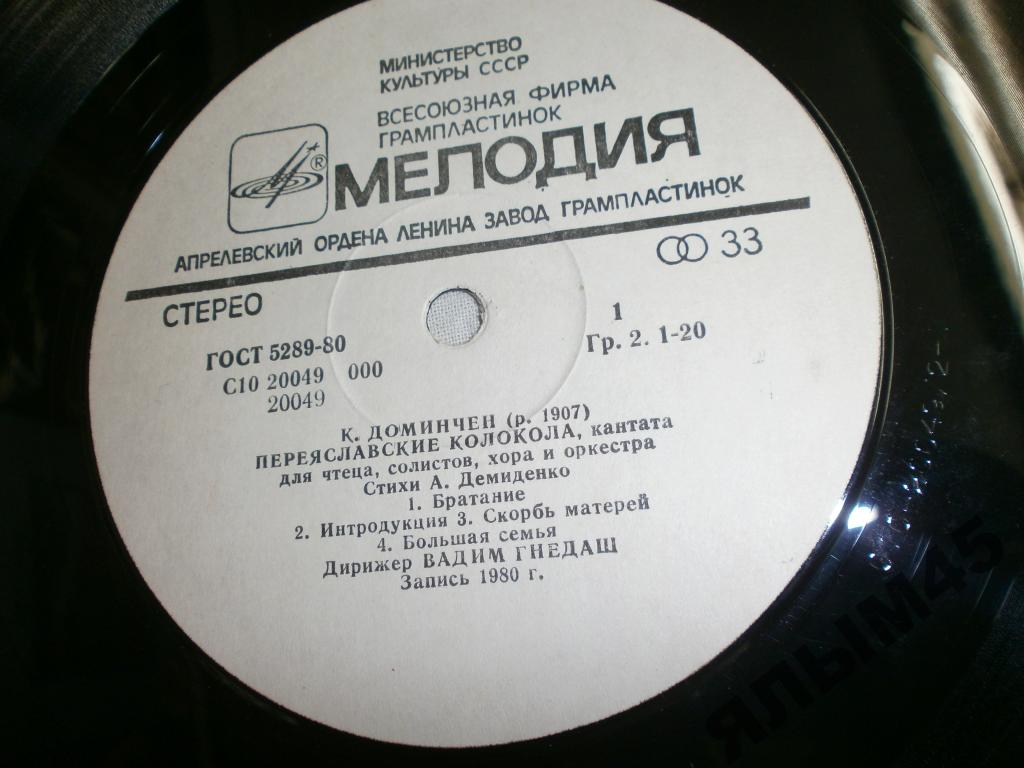 МИНИСТЕРСТВО
КУЛЬТУРЫ СССР
ВСЕСОЮЗНАЯ ФИРМА
ГРАМПЛАСТИНОК
МЕЛОДИЯ
®
АПРЕЛЕВСКИЙ ОРДЕНА ЛЕНИНА ЗАВОД ГРАМПЛАСТИНОК
33
СТЕРЕО
ГОСТ 5289-80
1
С10 20049 000
Гр. 2. 1-20
20049
К. ДОМИНЧЕН (р. 1907)
ПЕРЕЯСЛАВСКИЕ КОЛОКОЛА, кантата
для чтеца, солистов, хора и оркестра
Стихи А. Демиденко
1. Братание
2. Интродукция 3. Скорбь матерей
4. Большая семья
Дирижер ВАДИМ ГНЕДАШ
Запись 1980 г.
ЯЛЫМ45